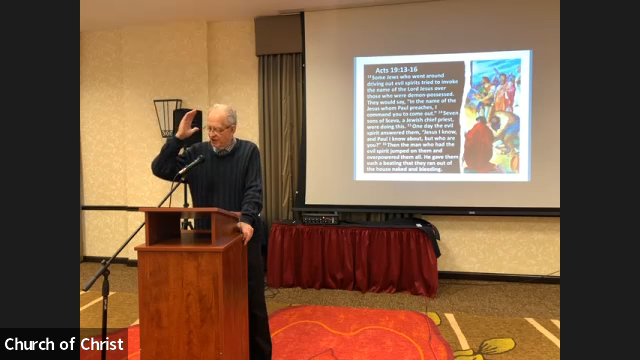 Acts 19:13-16
13 Some Jews who went around
driving out evil spirits tried to invoke
the name of the Lord Jesus over
those who were demon-possessed.
They would say, "In the name of the
Jesus whom Paul preaches, I
command you to come out." 14 Seven
sons of Sceva, a Jewish chief priest,
were doing this. 15 One day the evil
spirit answered them, "Jesus I know,
and Paul I know about, but who are
you?" 16 Then the man who had the
evil spirit jumped on them and
overpowered them all. He gave them
such a beating that they ran out of
the house naked and bleeding.
Church of Christ